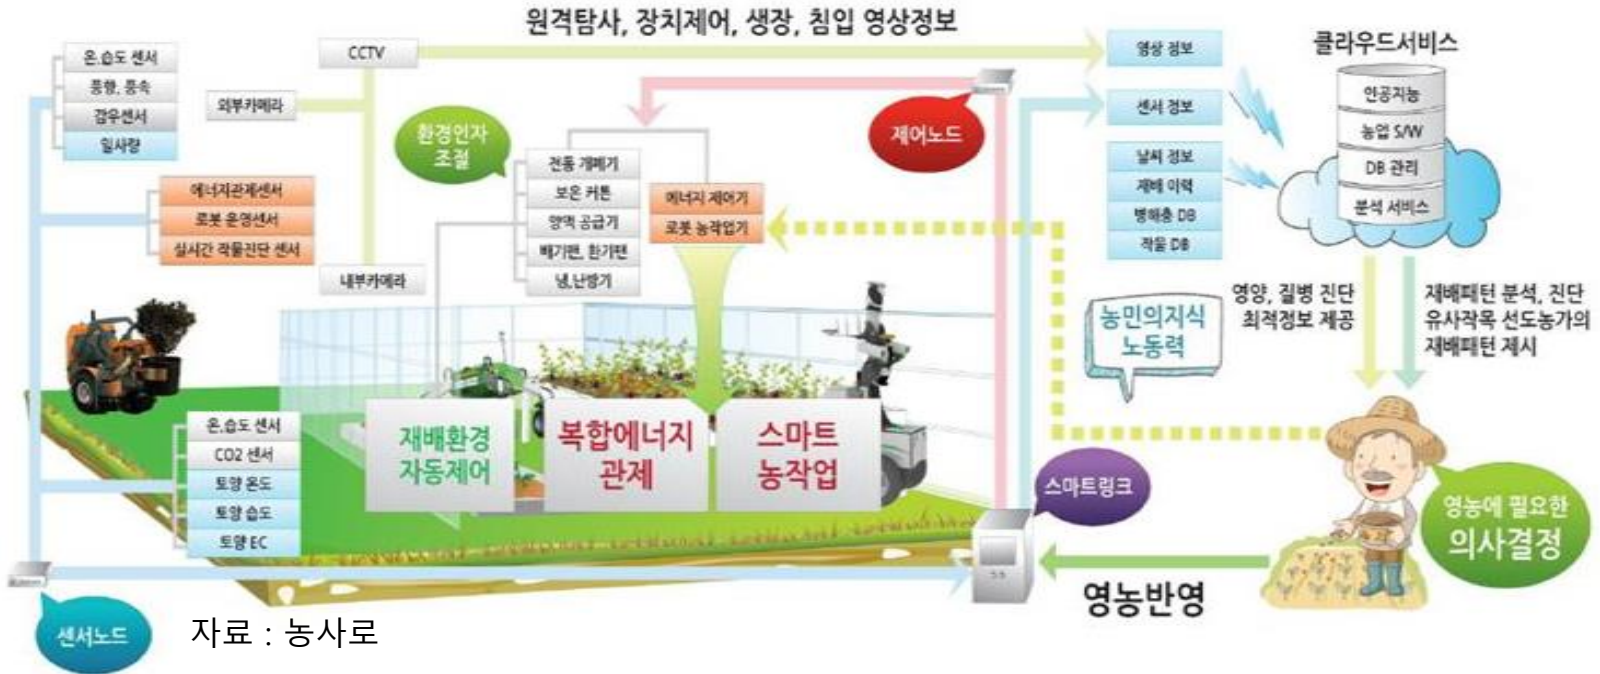 원격탐사, 장치제어, 생장, 침입 영상정보
온.습도 센서
풍향, 풍속
감우센서
일사량
CCTV
외부카메라
내부카메라
에너지관제센서
로봇 운영센서
실시간 작물진단 센서
환경인자
조절
전동 개폐기
보온 커튼
양액 공급기
배기팬, 환기팬
냉,난방기
에너지 제어기
로봇 농작업기
제어노드
영상 정보
센서 정보
날씨 정보
재배 이력
병해충 DB
작물 DB
클라우드서비스
인공지능
농업 S/W
DB 관리
분석 서비스
영양, 질병 진단
최적정보 제공
재배패턴 분석, 진단
유사작목 선도농가의
재배패턴 제시
농민의지식
노동력
재배환경
자동제어
복합에너지
관제
스마트
농작업
온.습도 센서
CO2 센서
토양 온도
토양 습도
토양 EC
스마트링크
영농에 필요한
의사결정
영농반영
센서노드
자료 : 농사로